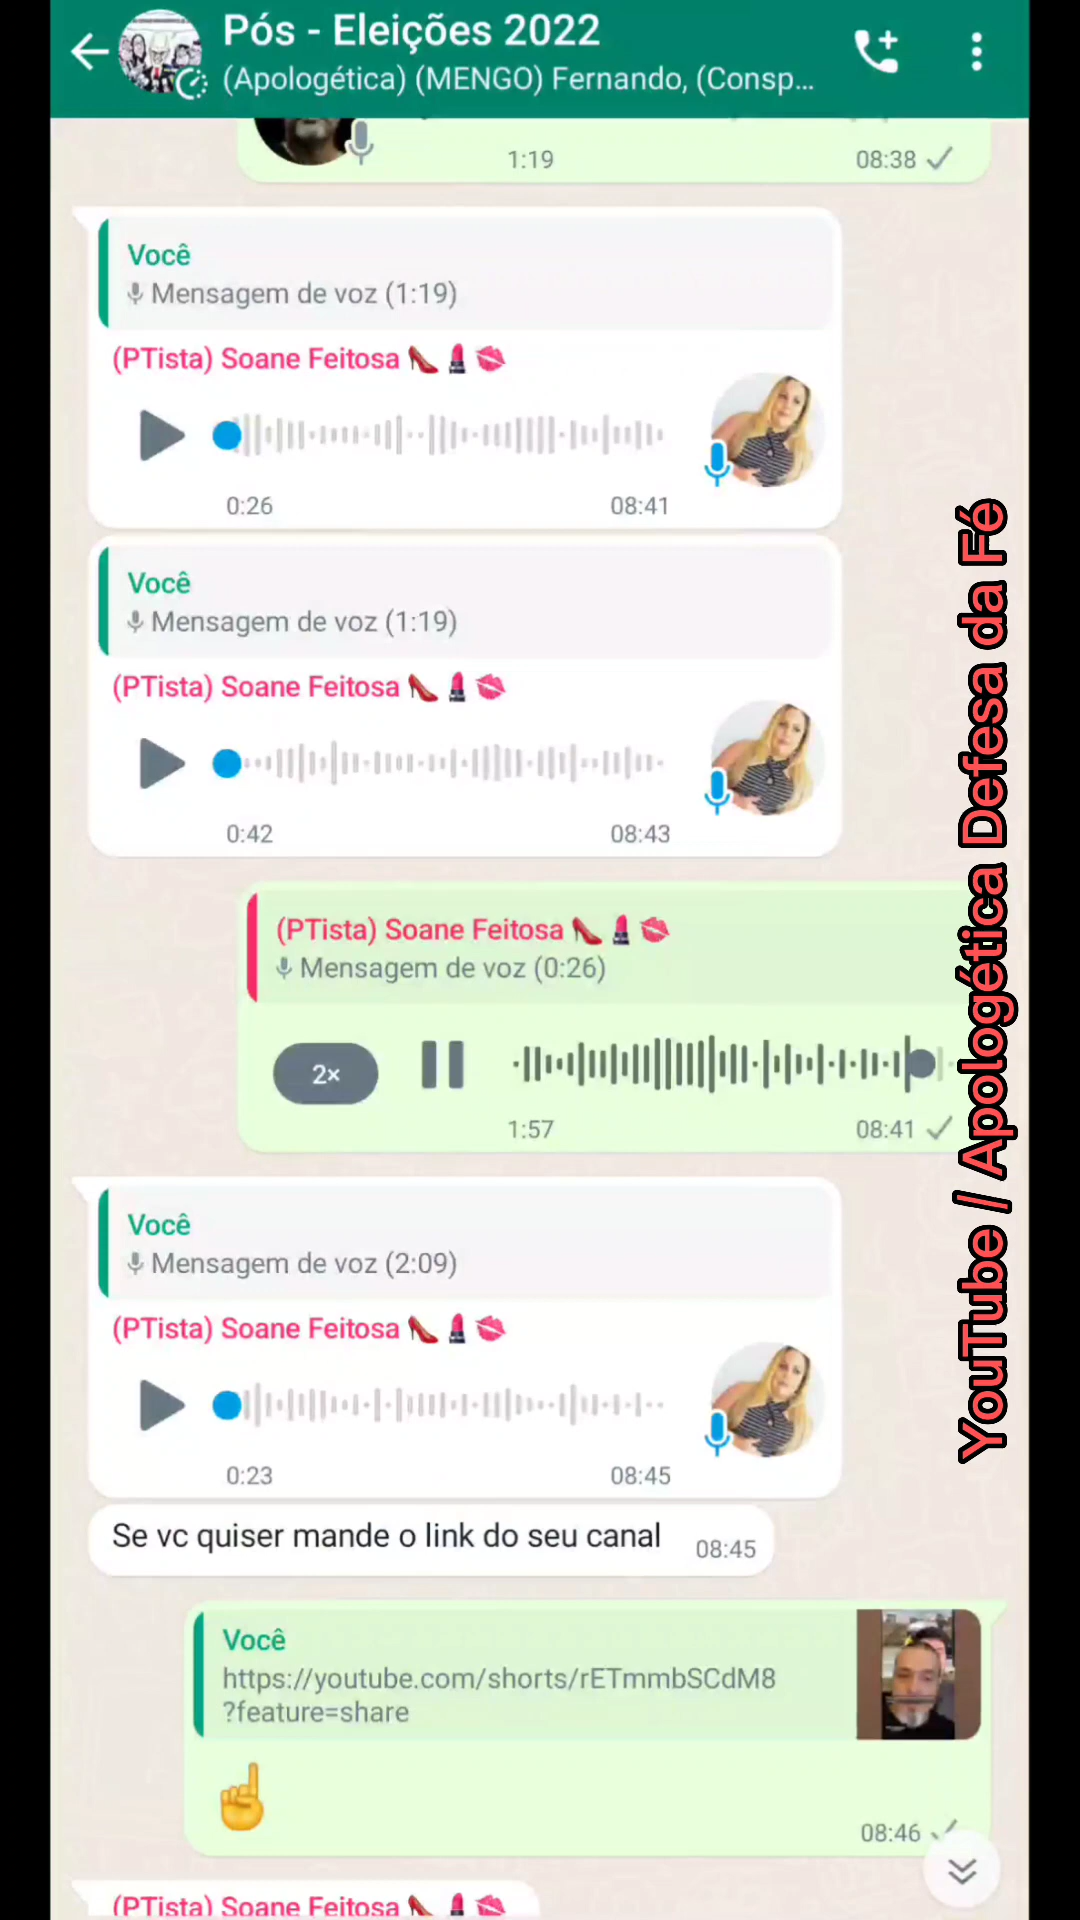 Pós - Eleições 2022
(Apologética) (MENGO) Fernando, (Consp...
1:19
08:38
Você
Mensagem de voz (1:19)
(PTista) Soane Feitosa 👠💄💋
0:26
08:41
Você
Mensagem de voz (1:19)
(PTista) Soane Feitosa 👠💄💋
0:42
08:43
(PTista) Soane Feitosa 👠💄💋
Mensagem de voz (0:26)
2×
1:57
08:41
Você
Mensagem de voz (2:09)
(PTista) Soane Feitosa 👠💄💋
0:23
08:45
Se vc quiser mande o link do seu canal
08:45
Você
https://youtube.com/shorts/rETmmbSCdM8
?feature=share
☝
08:46
(PTista) Soane Feitosa 👠💄💋
YouTube / Apologética Defesa da Fé